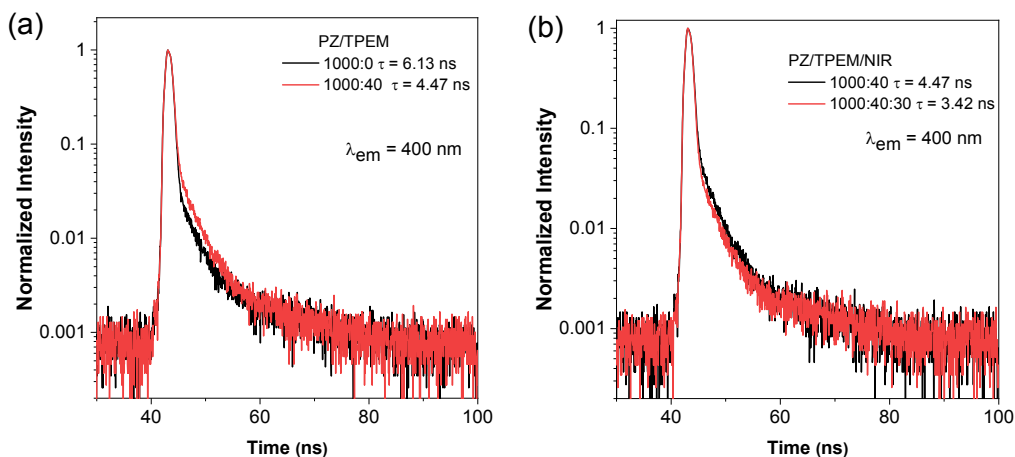 (a)
PZ/TPEM
1000:0 τ = 6.13 ns
1000:40 τ = 4.47 ns
λem = 400 nm
Normalized Intensity
1
0.1
0.01
0.001
40 60 80 100
Time (ns)
(b)
PZ/TPEM/NIR
1000:40 τ = 4.47 ns
1000:40:30 τ = 3.42 ns
λem = 400 nm
Normalized Intensity
1
0.1
0.01
0.001
40 60 80 100
Time (ns)